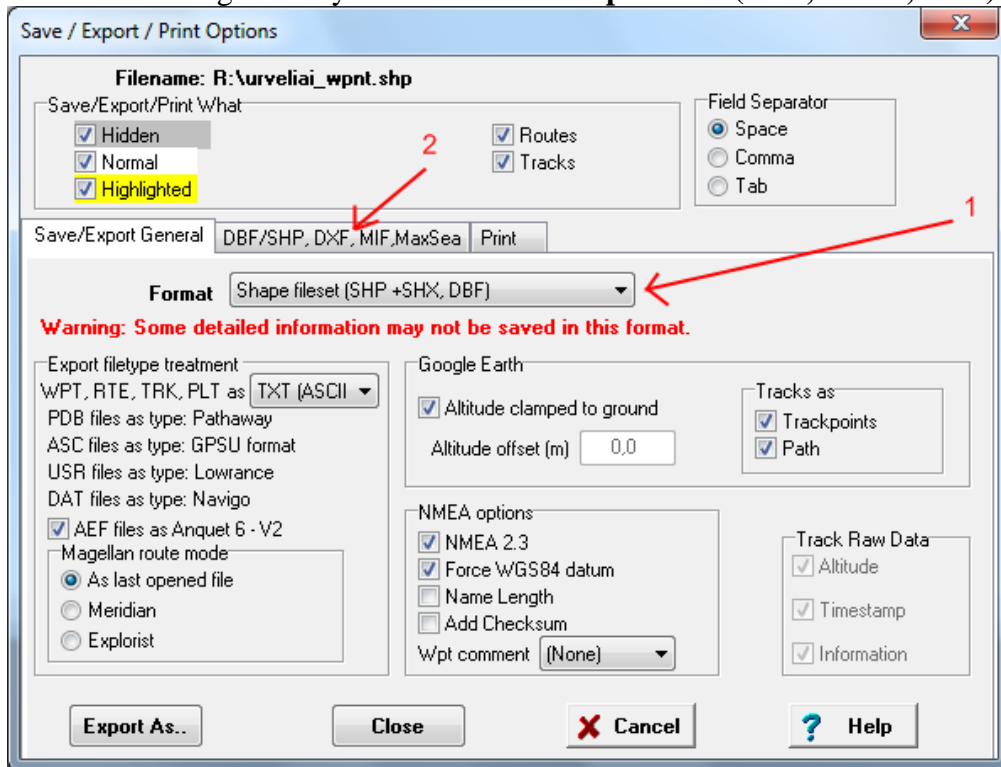 Save / Export / Print Options
X
Filename: R:\urveliai_wpnt.shp
Save/Export/Print What
Hidden
Normal
Highlighted
Routes
Tracks
Field Separator
Space
Comma
Tab
2
1
Save/Export General
DBF/SHP, DXF, MIF,MaxSea
Print
Format
Shape fileset (SHP +SHX, DBF)
Warning: Some detailed information may not be saved in this format.
Export filetype treatment
WPT, RTE, TRK, PLT as TXT (ASCII
PDB files as type: Pathaway
ASC files as type: GPSU format
USR files as type: Lowrance
DAT files as type: Navigo
AEF files as Anquet 6 - V2
Magellan route mode
As last opened file
Meridian
Explorist
Google Earth
Altitude clamped to ground
Altitude offset (m) 0,0
Tracks as
Trackpoints
Path
NMEA options
NMEA 2.3
Force WGS84 datum
Name Length
Add Checksum
Wpt comment (None)
Track Raw Data
Altitude
Timestamp
Information
Export As..
Close
Cancel
? Help